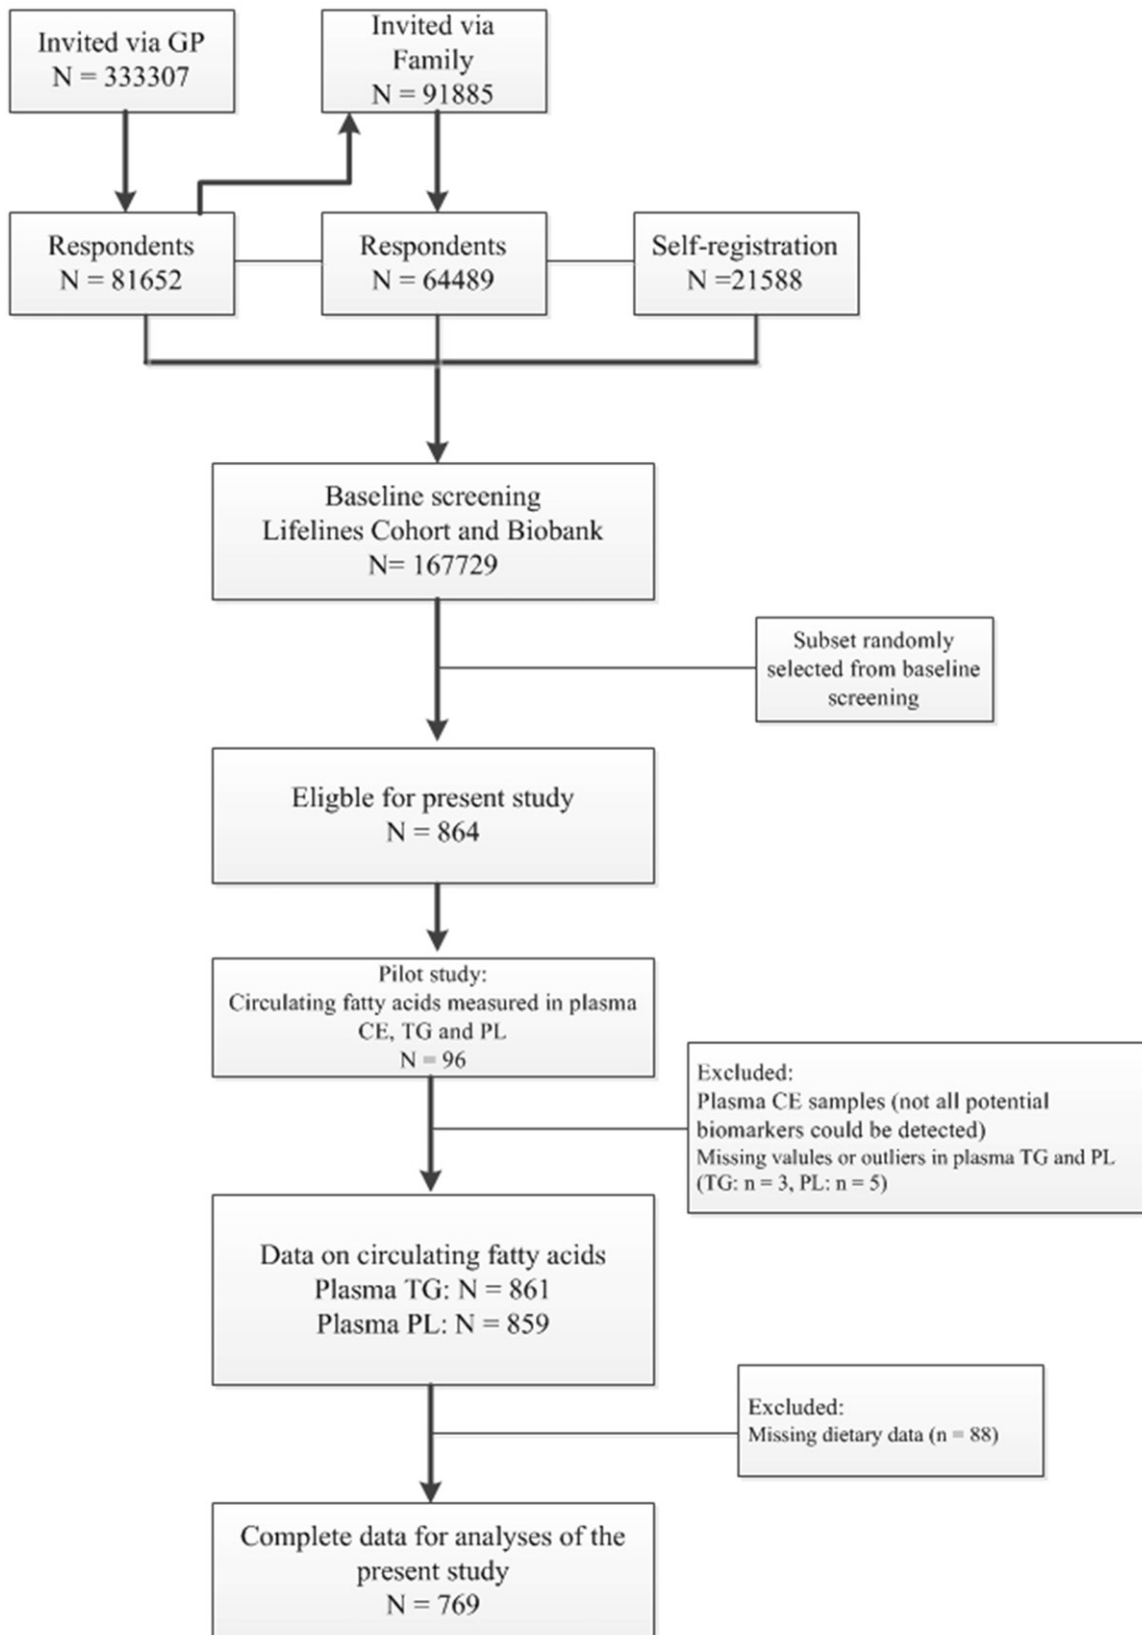 Invited via GP
N = 333307
Invited via
Family
N = 91885
Respondents
N = 81652
Respondents
N = 64489
Self-registration
N =21588
Baseline screening
Lifelines Cohort and Biobank
N= 167729
Subset randomly
selected from baseline
screening
Eligble for present study
N = 864
Pilot study:
Circulating fatty acids measured in plasma
CE, TG and PL
N = 96
Excluded:
Plasma CE samples (not all potential
biomarkers could be detected)
Missing valules or outliers in plasma TG and PL
(TG: n = 3, PL: n = 5)
Data on circulating fatty acids
Plasma TG: N = 861
Plasma PL: N = 859
Excluded:
Missing dietary data (n = 88)
Complete data for analyses of the
present study
N = 769